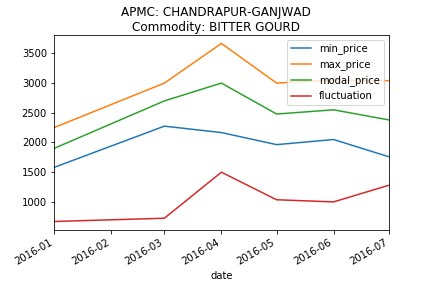 APMC: CHANDRAPUR-GANJWAD
Commodity: BITTER GOURD
3500
3000
2500
2000
1500
1000
min_price
max_price
modal_price
fluctuation
2016-01
2016-02
2016-03
2016-04
2016-05
2016-06
2016-07
date